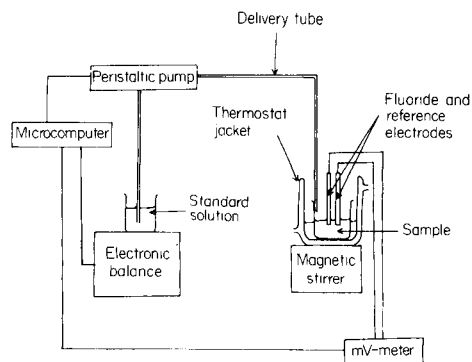 Delivery tube
Peristaltic pump
Fluoride and
reference
electrodes
Thermostat
jacket
Microcomputer
Standard
solution
Sample
Electronic
balance
Magnetic
stirrer
mV-meter